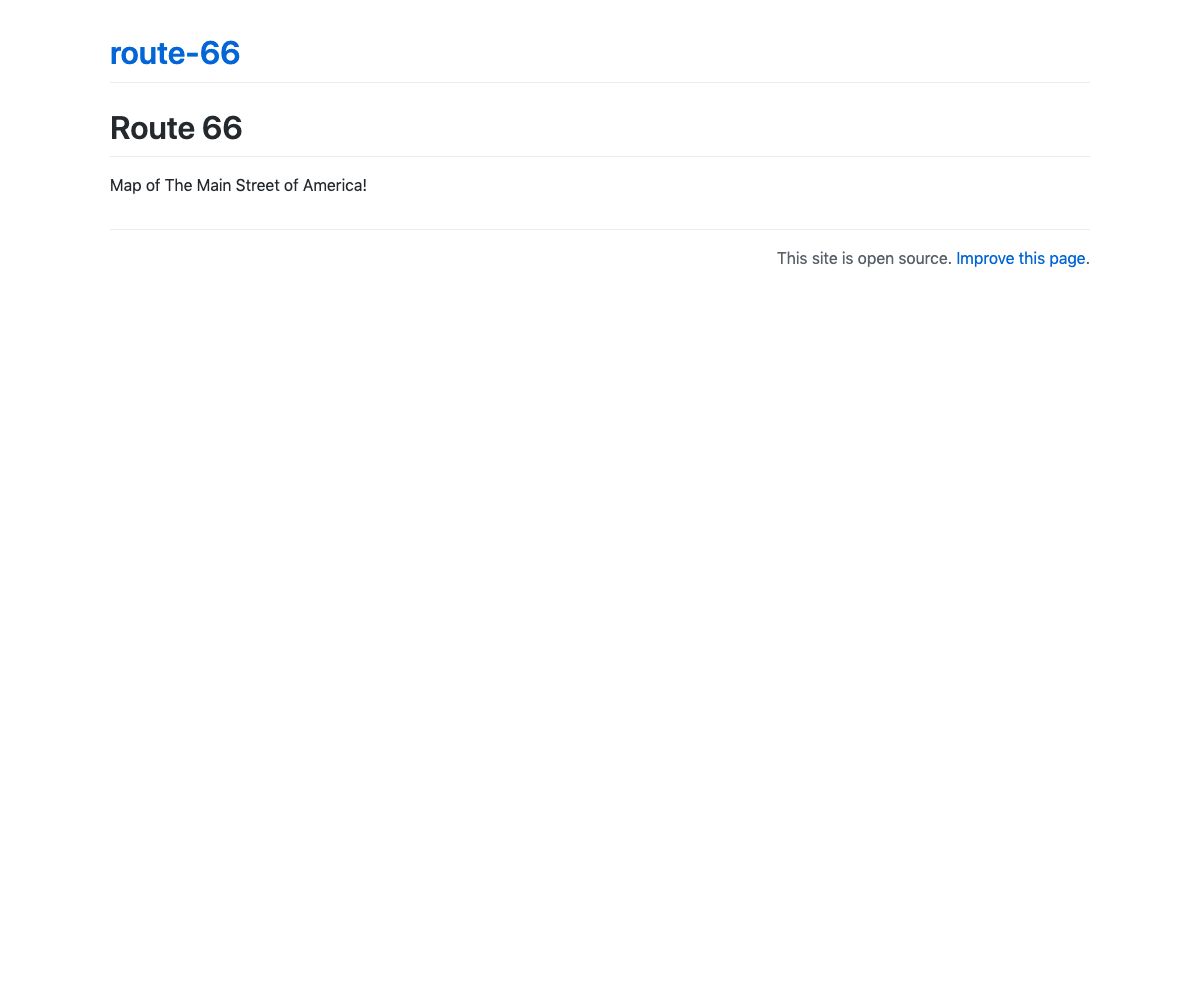 route-66
Route 66
Map of The Main Street of America!
This site is open source. Improve this page.